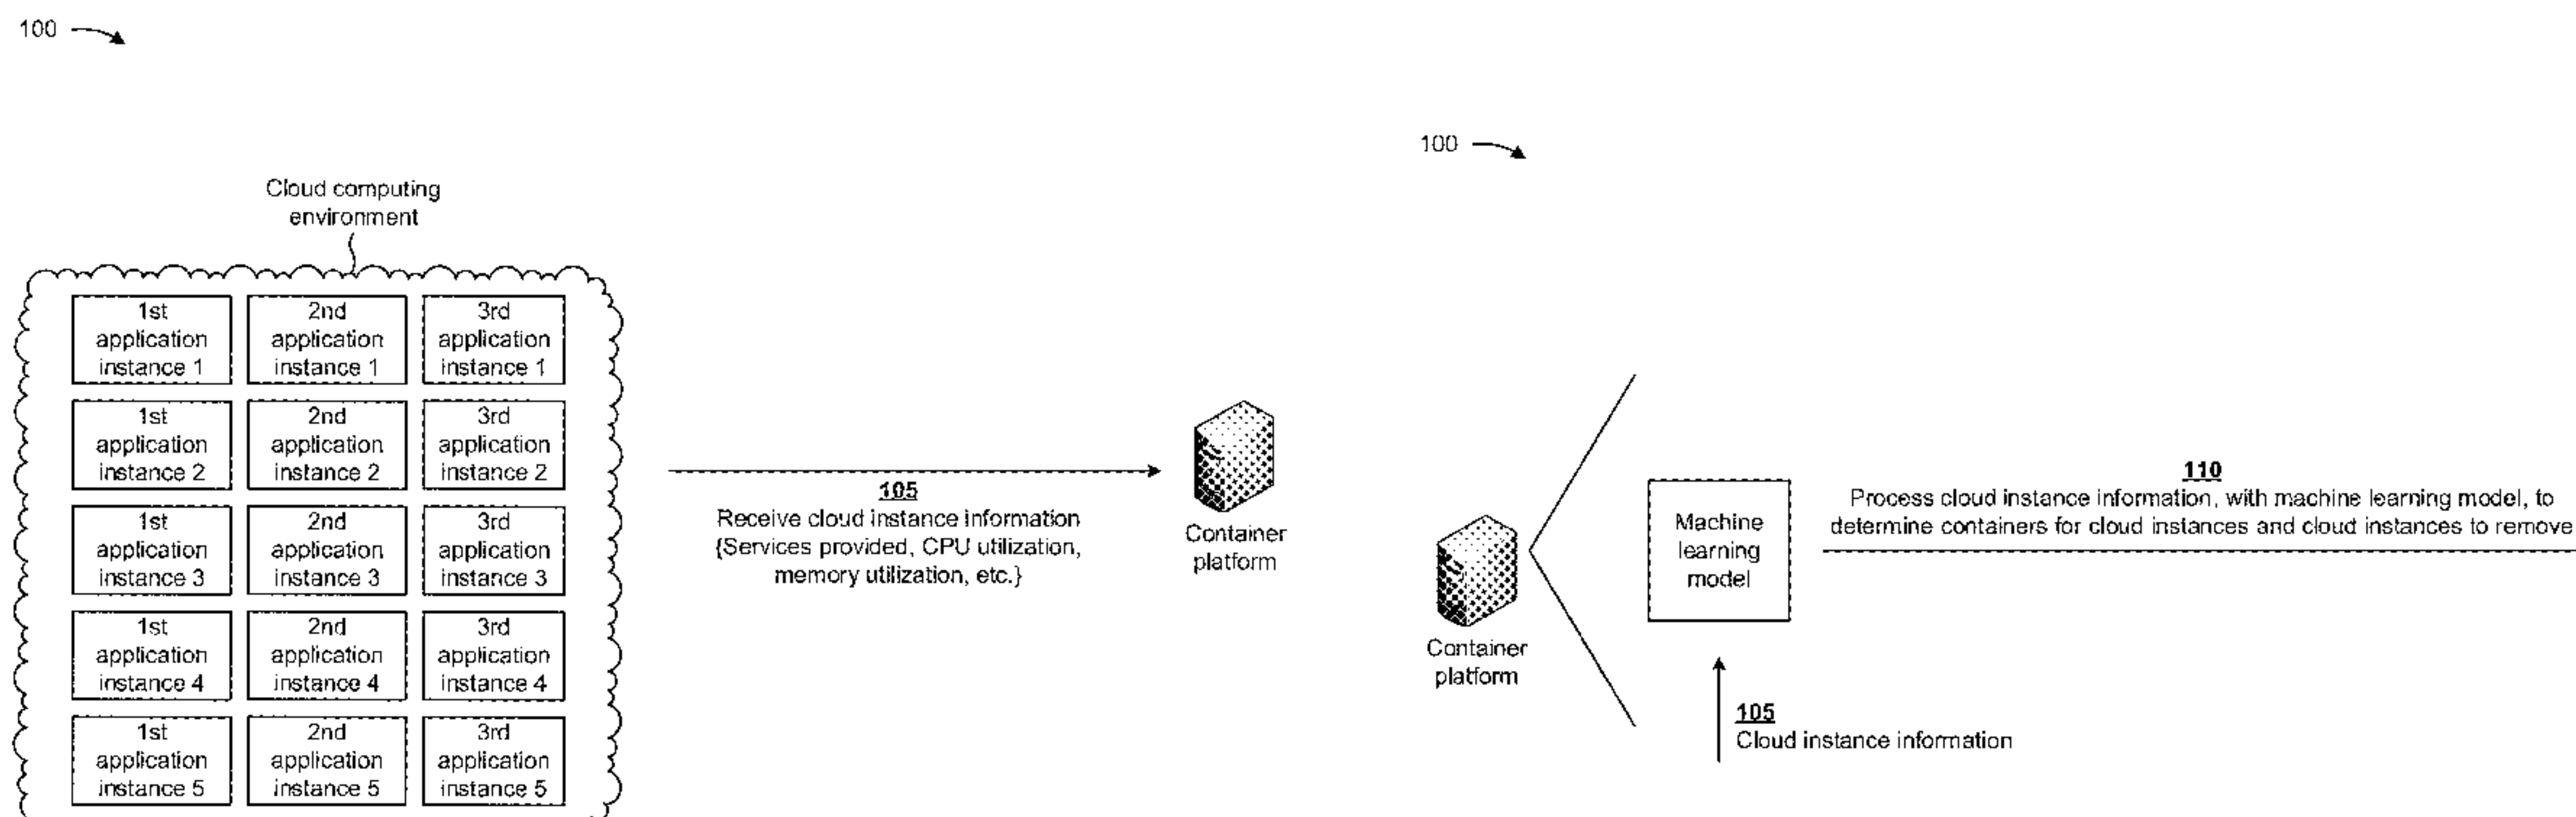 100
Cloud computing
environment
1st
application
instance 1
2nd
application
instance 1
3rd
application
instance 1
1st
application
instance 2
2nd
application
instance 2
3rd
application
instance 2
1st
application
instance 3
2nd
application
instance 3
3rd
application
instance 3
1st
application
instance 4
2nd
application
instance 4
3rd
application
instance 4
1st
application
instance 5
2nd
application
instance 5
3rd
application
instance 5
105
Receive cloud instance information
{Services provided, CPU utilization,
memory utilization, etc.}
Container
platform
100
Container
platform
Machine
learning
model
105
Cloud instance information
110
Process cloud instance information, with machine learning model, to
determine containers for cloud instances and cloud instances to remove